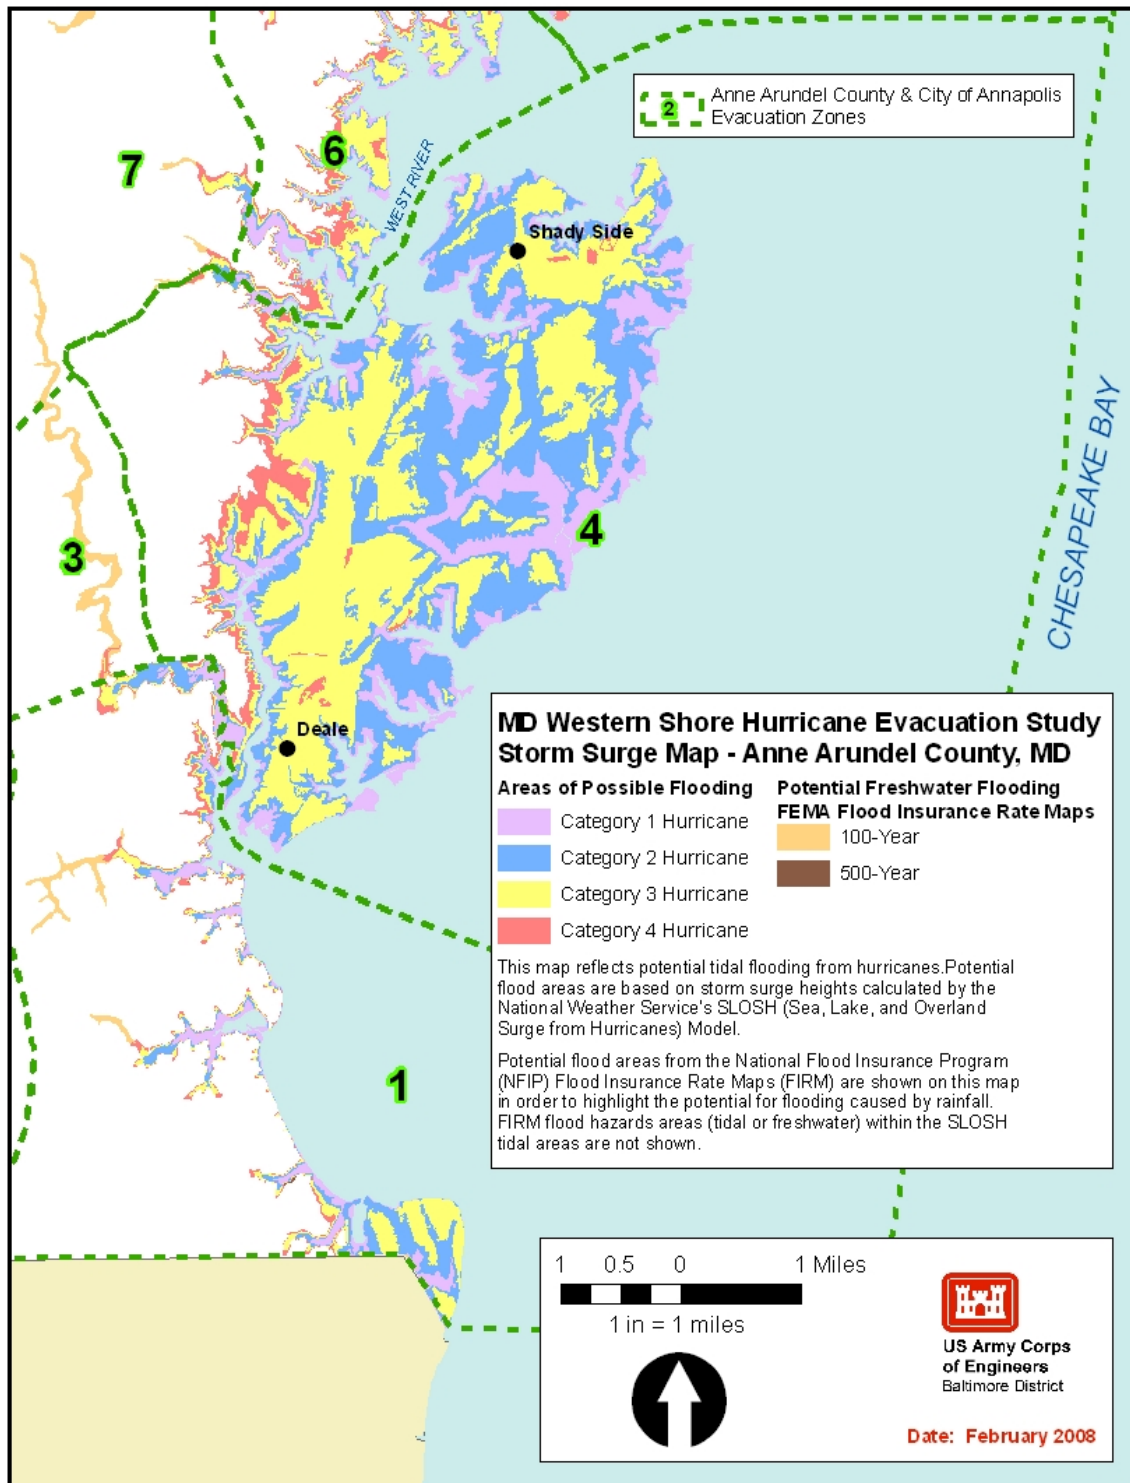 2
Anne Arundel County & City of Annapolis
Evacuation Zones
7
6
WEST RIVER
Shady Side
CHESAPEAKE BAY
4
3
Deale
1
MD Western Shore Hurricane Evacuation Study
Storm Surge Map - Anne Arundel County, MD
Areas of Possible Flooding
Category 1 Hurricane
Category 2 Hurricane
Category 3 Hurricane
Category 4 Hurricane
Potential Freshwater Flooding
FEMA Flood Insurance Rate Maps
100-Year
500-Year
This map reflects potential tidal flooding from hurricanes.Potential
flood areas are based on storm surge heights calculated by the
National Weather Service's SLOSH (Sea, Lake, and Overland
Surge from Hurricanes) Model.
Potential flood areas from the National Flood Insurance Program
(NFIP) Flood Insurance Rate Maps (FIRM) are shown on this map
in order to highlight the potential for flooding caused by rainfall.
FIRM flood hazards areas (tidal or freshwater) within the SLOSH
tidal areas are not shown.
1 0.5 0 1 Miles
1 in = 1 miles
US Army Corps
of Engineers
Baltimore District
Date: February 2008